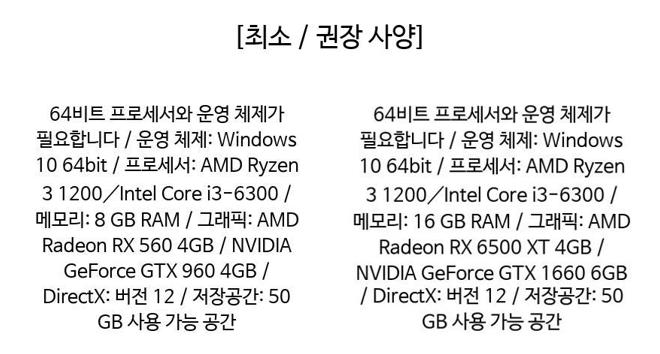 [최소 / 권장 사양]
64비트 프로세서와 운영 체제가
필요합니다 / 운영 체제: Windows
10 64bit / 프로세서: AMD Ryzen
3 1200／Intel Core i3-6300 /
메모리: 8 GB RAM / 그래픽: AMD
Radeon RX 560 4GB / NVIDIA
GeForce GTX 960 4GB /
DirectX: 버전 12 / 저장공간: 50
GB 사용 가능 공간
64비트 프로세서와 운영 체제가
필요합니다 / 운영 체제: Windows
10 64bit / 프로세서: AMD Ryzen
3 1200／Intel Core i3-6300 /
메모리: 16 GB RAM / 그래픽: AMD
Radeon RX 6500 XT 4GB /
NVIDIA GeForce GTX 1660 6GB
/ DirectX: 버전 12 / 저장공간: 50
GB 사용 가능 공간